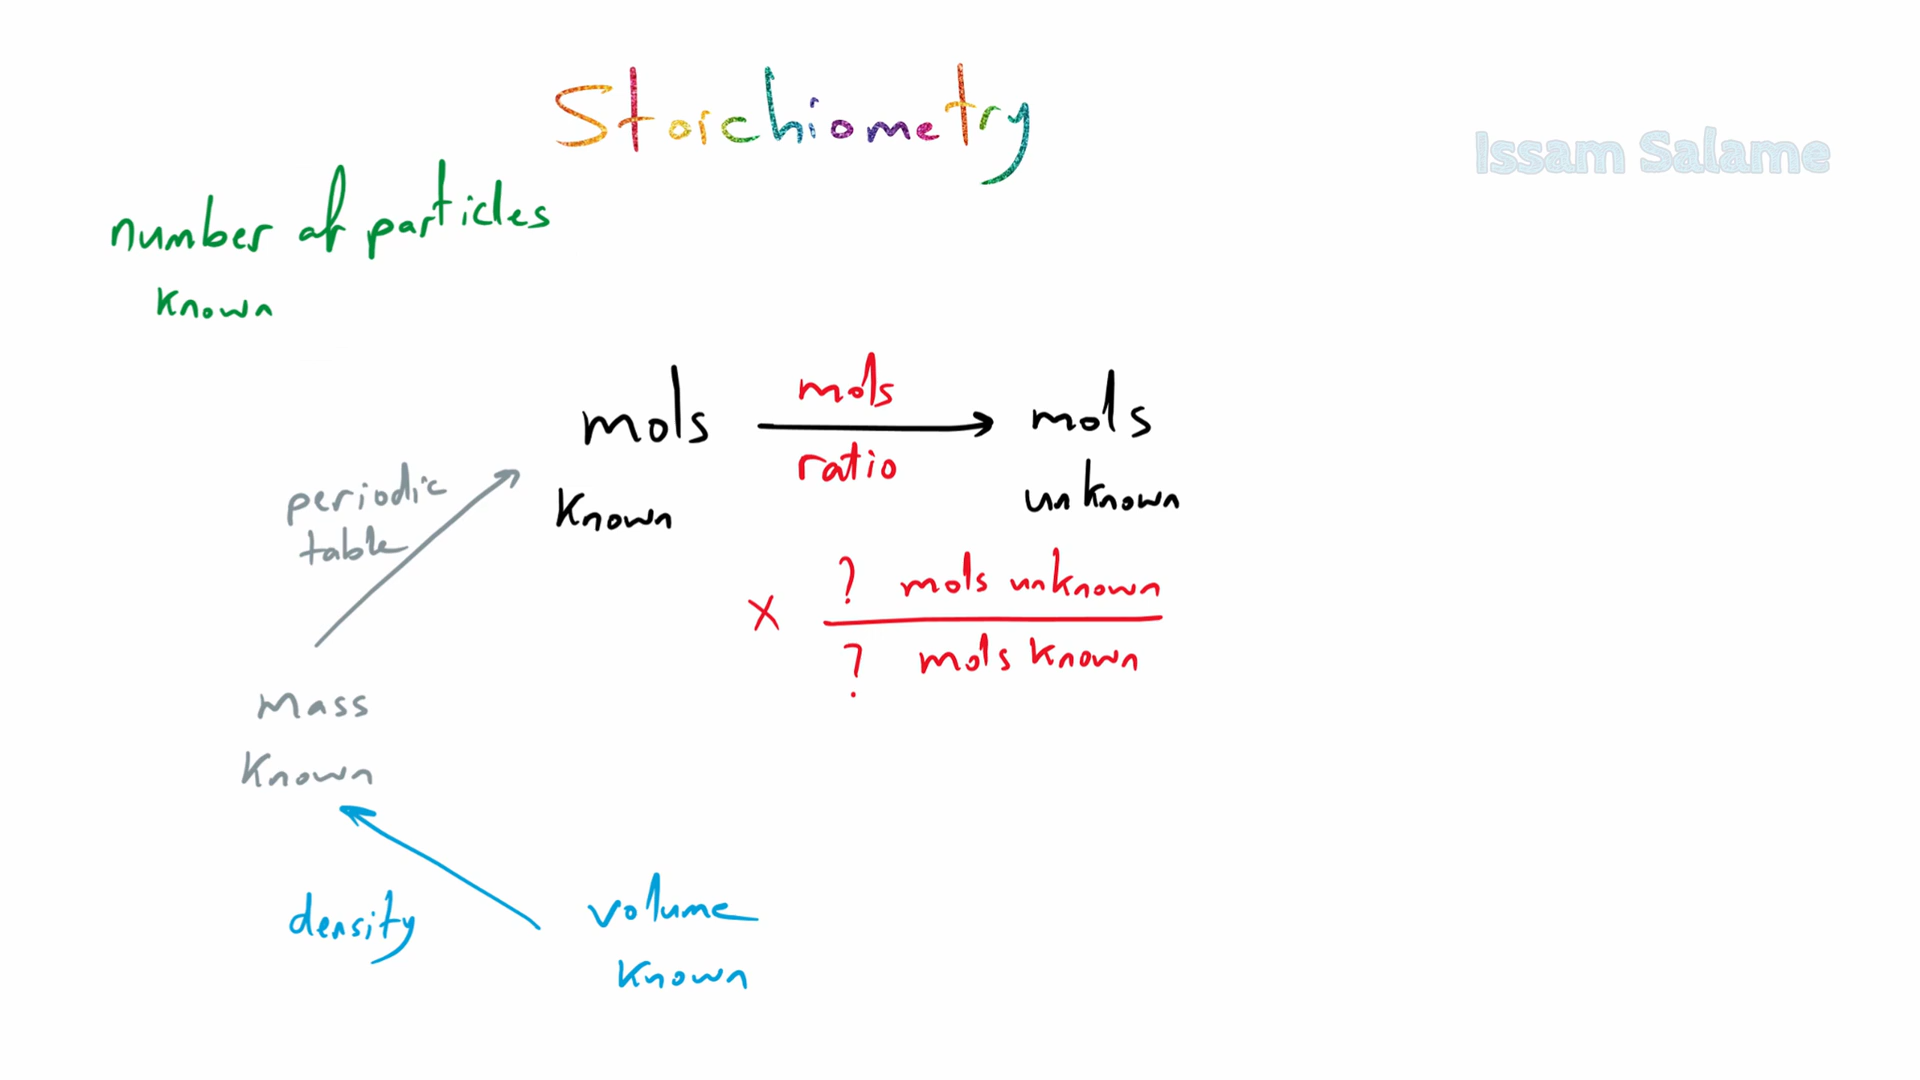 Stoichiometry
Issam Salame
number of particles
Known
mols
mols
ratio
mols
Known
unknown
periodic
table
x ? mols unknown
? mols known
Mass
Known
density
volume
Known